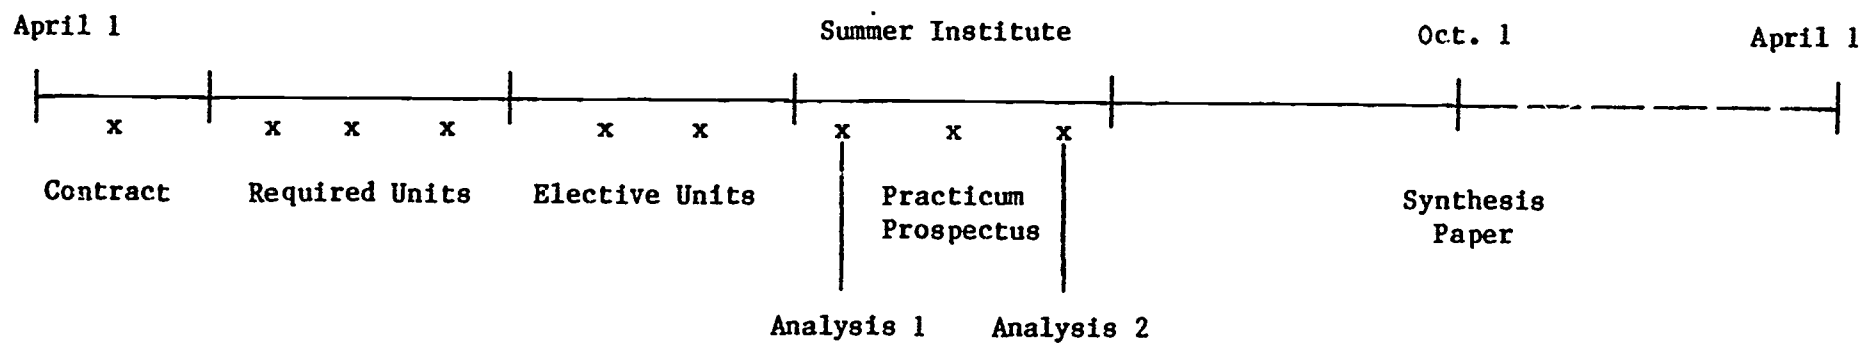 April 1
Summer Institute
Oct. 1
April 1
x x x x x x x x x
Contract
Required Units
Elective Units
Practicum
Prospectus
Synthesis
Paper
Analysis 1
Analysis 2